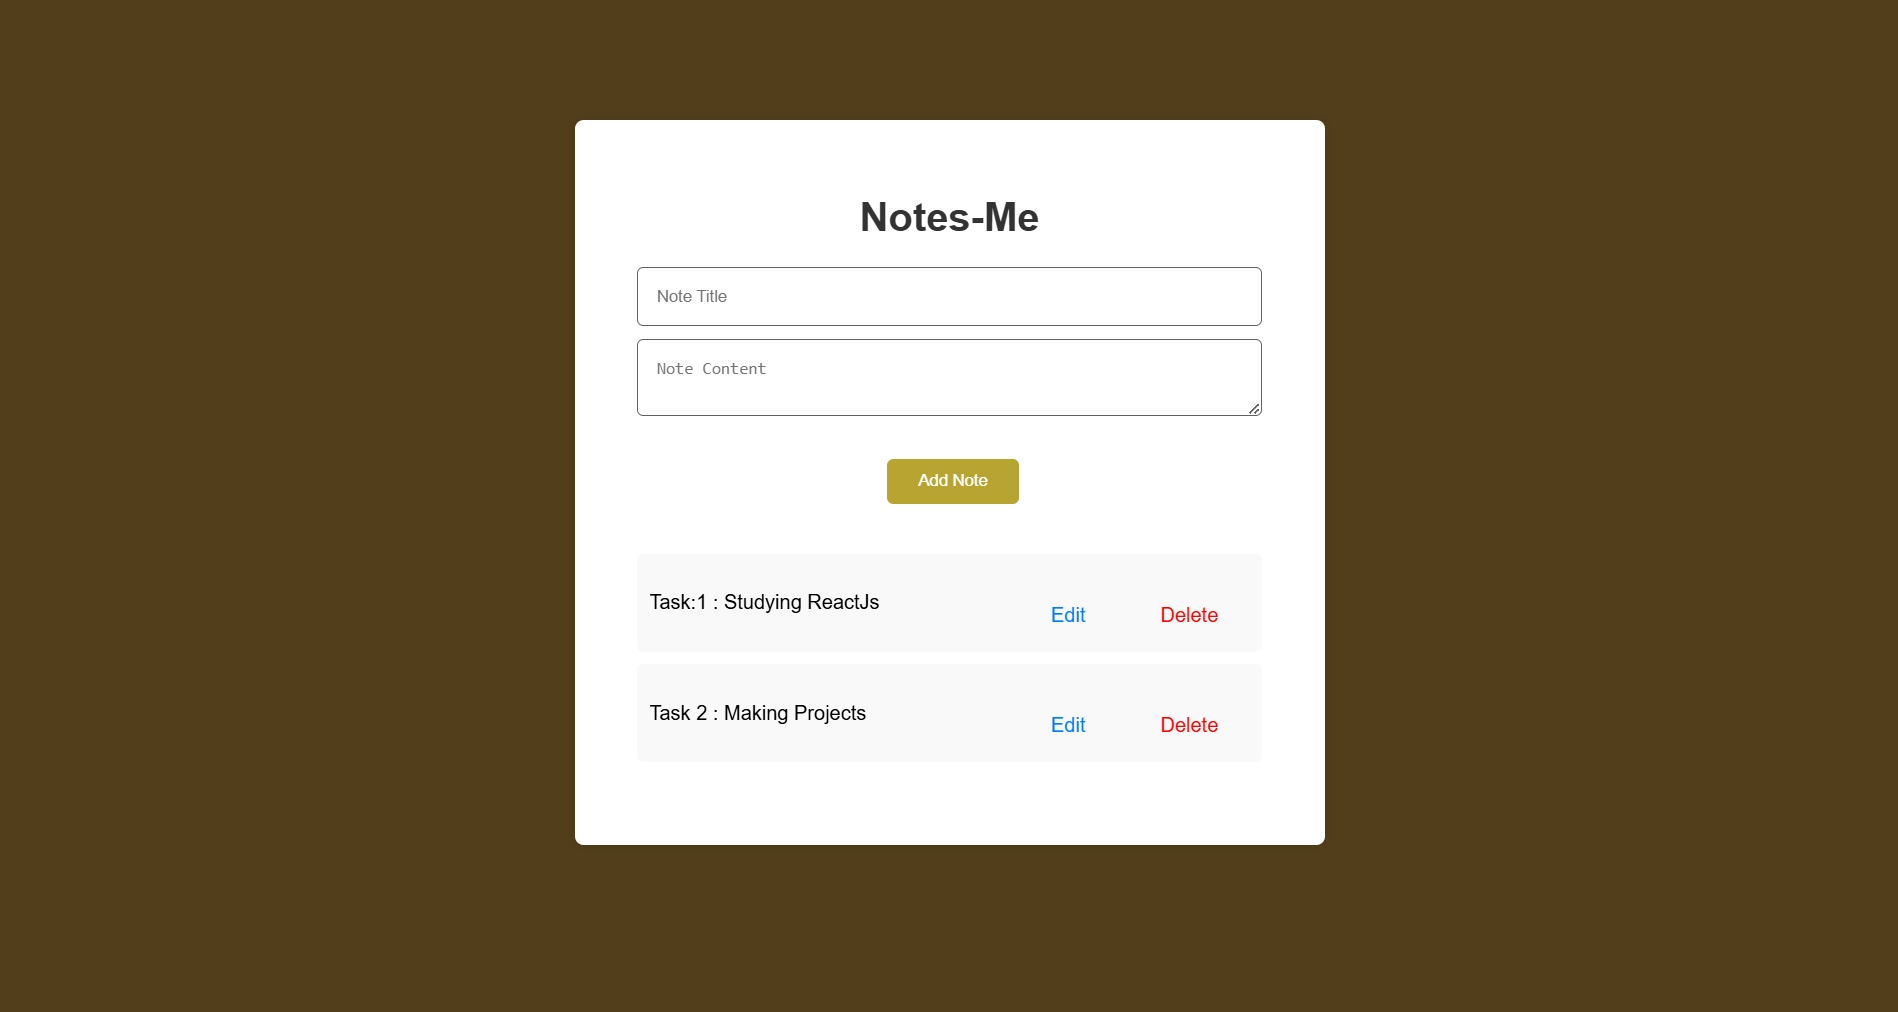 Notes-Me
Note Title
Note Content
Add Note
Task:1 : Studying ReactJs
Edit
Delete
Task 2 : Making Projects
Edit
Delete